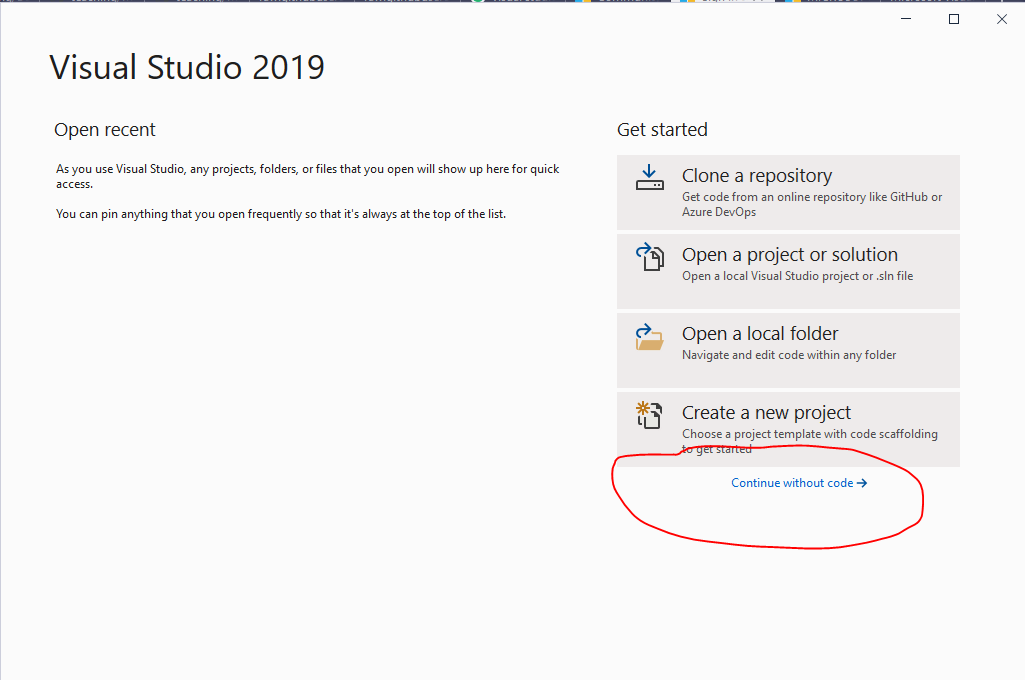 Visual Studio 2019
Open recent
As you use Visual Studio, any projects, folders, or files that you open will show up here for quick
access.
You can pin anything that you open frequently so that it's always at the top of the list.
Get started
Clone a repository
Get code from an online repository like GitHub or
Azure DevOps
Open a project or solution
Open a local Visual Studio project or .sln file
Open a local folder
Navigate and edit code within any folder
Create a new project
Choose a project template with code scaffolding
to get started
Continue without code →